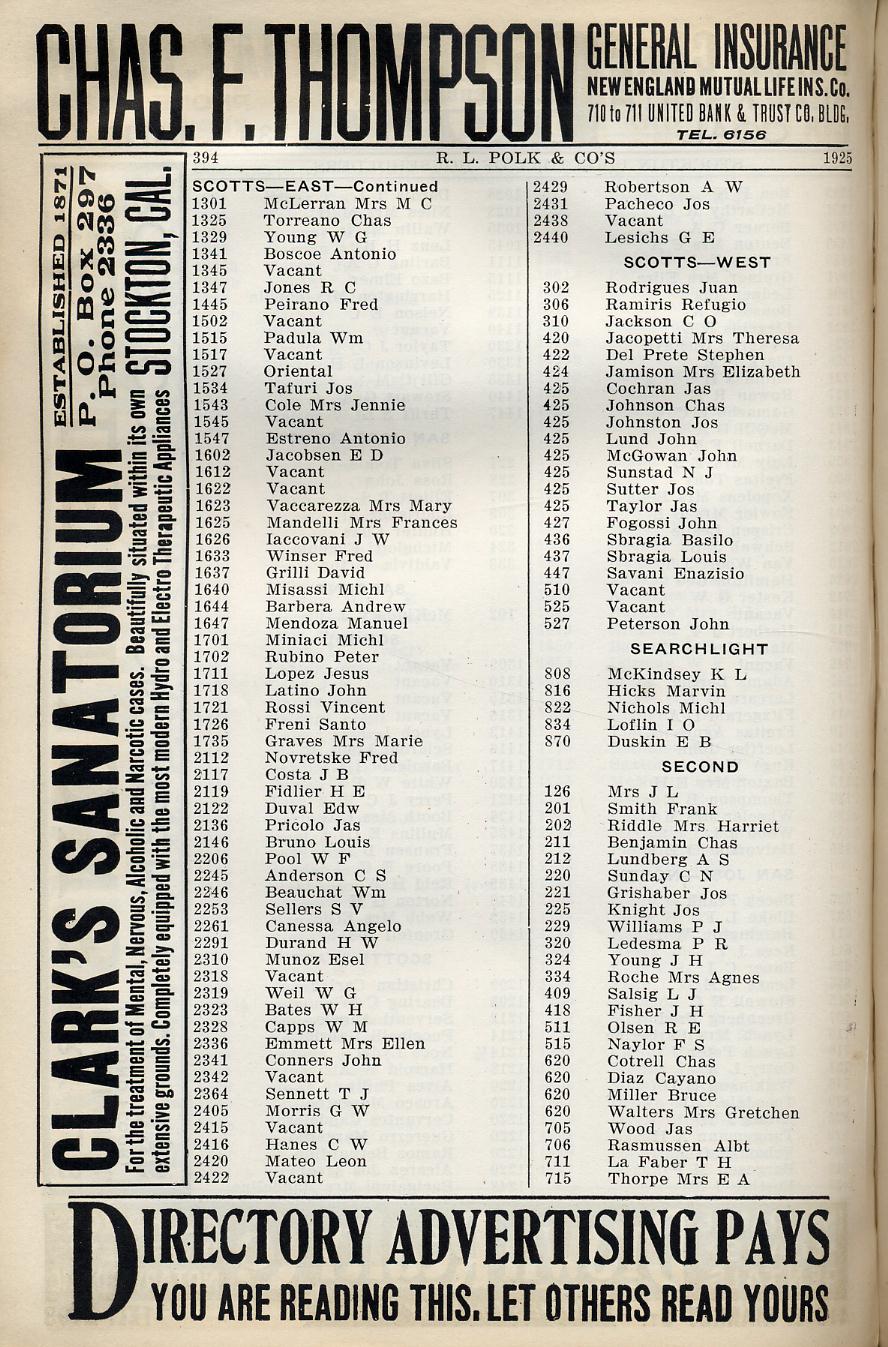 CHAS. F. THOMPSON
GENERAL INSURANCE
NEW ENGLAND MUTUAL LIFE INS. Co.
710 to 711 UNITED BANK & TRUST CO. BLDG.
TEL. 6156
394 R. L. POLK & CO'S 1925
CLARK'S SANATORIUM
ESTABLISHED 1871
P. O. Box 297
Phone 2336
STOCKTON, CAL.
For the treatment of Mental, Nervous, Alcoholic and Narcotic cases. Beautifully situated within its own
extensive grounds. Completely equipped with the most modern Hydro and Electro Therapeutic Appliances
SCOTTS—EAST—Continued
1301 McLerran Mrs M C
1325 Torreano Chas
1329 Young W G
1341 Boscoe Antonio
1345 Vacant
1347 Jones R C
1445 Peirano Fred
1502 Vacant
1515 Padula Wm
1517 Vacant
1527 Oriental
1534 Tafuri Jos
1543 Cole Mrs Jennie
1545 Vacant
1547 Estreno Antonio
1602 Jacobsen E D
1612 Vacant
1622 Vacant
1623 Vaccarezza Mrs Mary
1625 Mandelli Mrs Frances
1626 Iaccovani J W
1633 Winser Fred
1637 Grilli David
1640 Misassi Michl
1644 Barbera Andrew
1647 Mendoza Manuel
1701 Miniaci Michl
1702 Rubino Peter
1711 Lopez Jesus
1718 Latino John
1721 Rossi Vincent
1726 Freni Santo
1735 Graves Mrs Marie
2112 Novretske Fred
2117 Costa J B
2119 Fidlier H E
2122 Duval Edw
2136 Pricolo Jas
2146 Bruno Louis
2206 Pool W F
2245 Anderson C S
2246 Beauchat Wm
2253 Sellers S V
2261 Canessa Angelo
2291 Durand H W
2310 Munoz Esel
2318 Vacant
2319 Weil W G
2323 Bates W H
2328 Capps W M
2336 Emmett Mrs Ellen
2341 Conners John
2342 Vacant
2364 Sennett T J
2405 Morris G W
2415 Vacant
2416 Hanes C W
2420 Mateo Leon
2422 Vacant
2429 Robertson A W
2431 Pacheco Jos
2438 Vacant
2440 Lesichs G E
SCOTTS—WEST
302 Rodrigues Juan
306 Ramiris Refugio
310 Jackson C O
420 Jacopetti Mrs Theresa
422 Del Prete Stephen
424 Jamison Mrs Elizabeth
425 Cochran Jas
425 Johnson Chas
425 Johnston Jos
425 Lund John
425 McGowan John
425 Sunstad N J
425 Sutter Jos
425 Taylor Jas
427 Fogossi John
436 Sbragia Basilo
437 Sbragia Louis
447 Savani Enazisio
510 Vacant
525 Vacant
527 Peterson John
SEARCHLIGHT
808 McKindsey K L
816 Hicks Marvin
822 Nichols Michl
834 Loflin I O
870 Duskin E B
SECOND
126 Mrs J L
201 Smith Frank
202 Riddle Mrs Harriet
211 Benjamin Chas
212 Lundberg A S
220 Sunday C N
221 Grishaber Jos
225 Knight Jos
229 Williams P J
320 Ledesma P R
324 Young J H
334 Roche Mrs Agnes
409 Salsig L J
418 Fisher J H
511 Olsen R E
515 Naylor F S
620 Cotrell Chas
620 Diaz Cayano
620 Miller Bruce
620 Walters Mrs Gretchen
705 Wood Jas
706 Rasmussen Albt
711 La Faber T H
715 Thorpe Mrs E A
DIRECTORY ADVERTISING PAYS
YOU ARE READING THIS. LET OTHERS READ YOURS